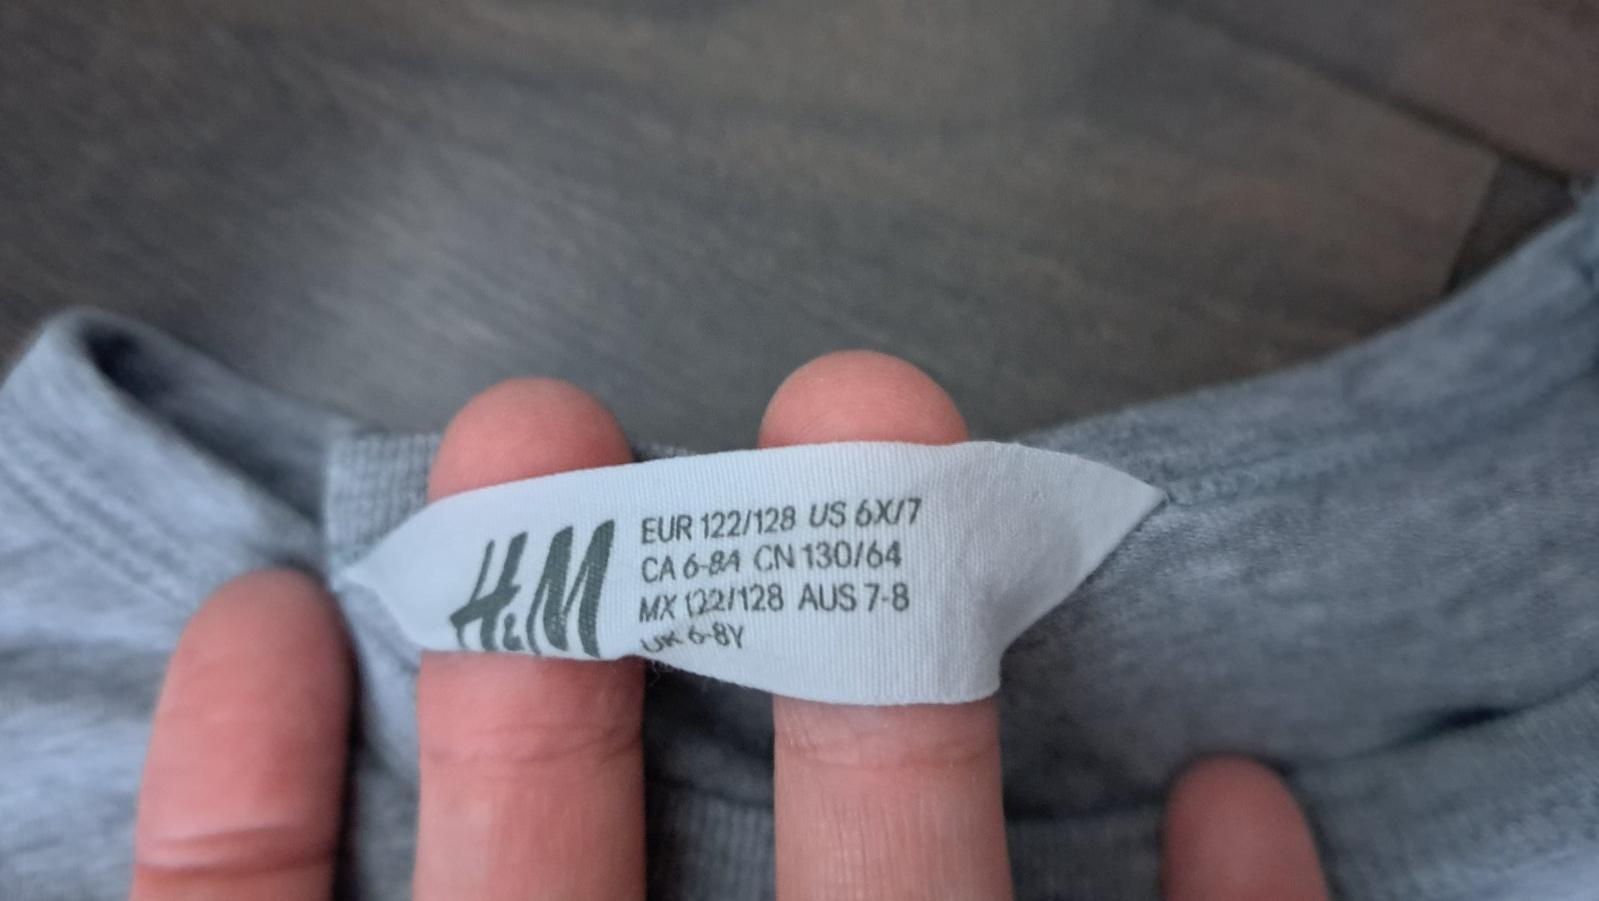 H&M
EUR 122/128 US 6X/7
CA 6-8A CN 130/64
MX 122/128 AUS 7-8
UK 6-8Y